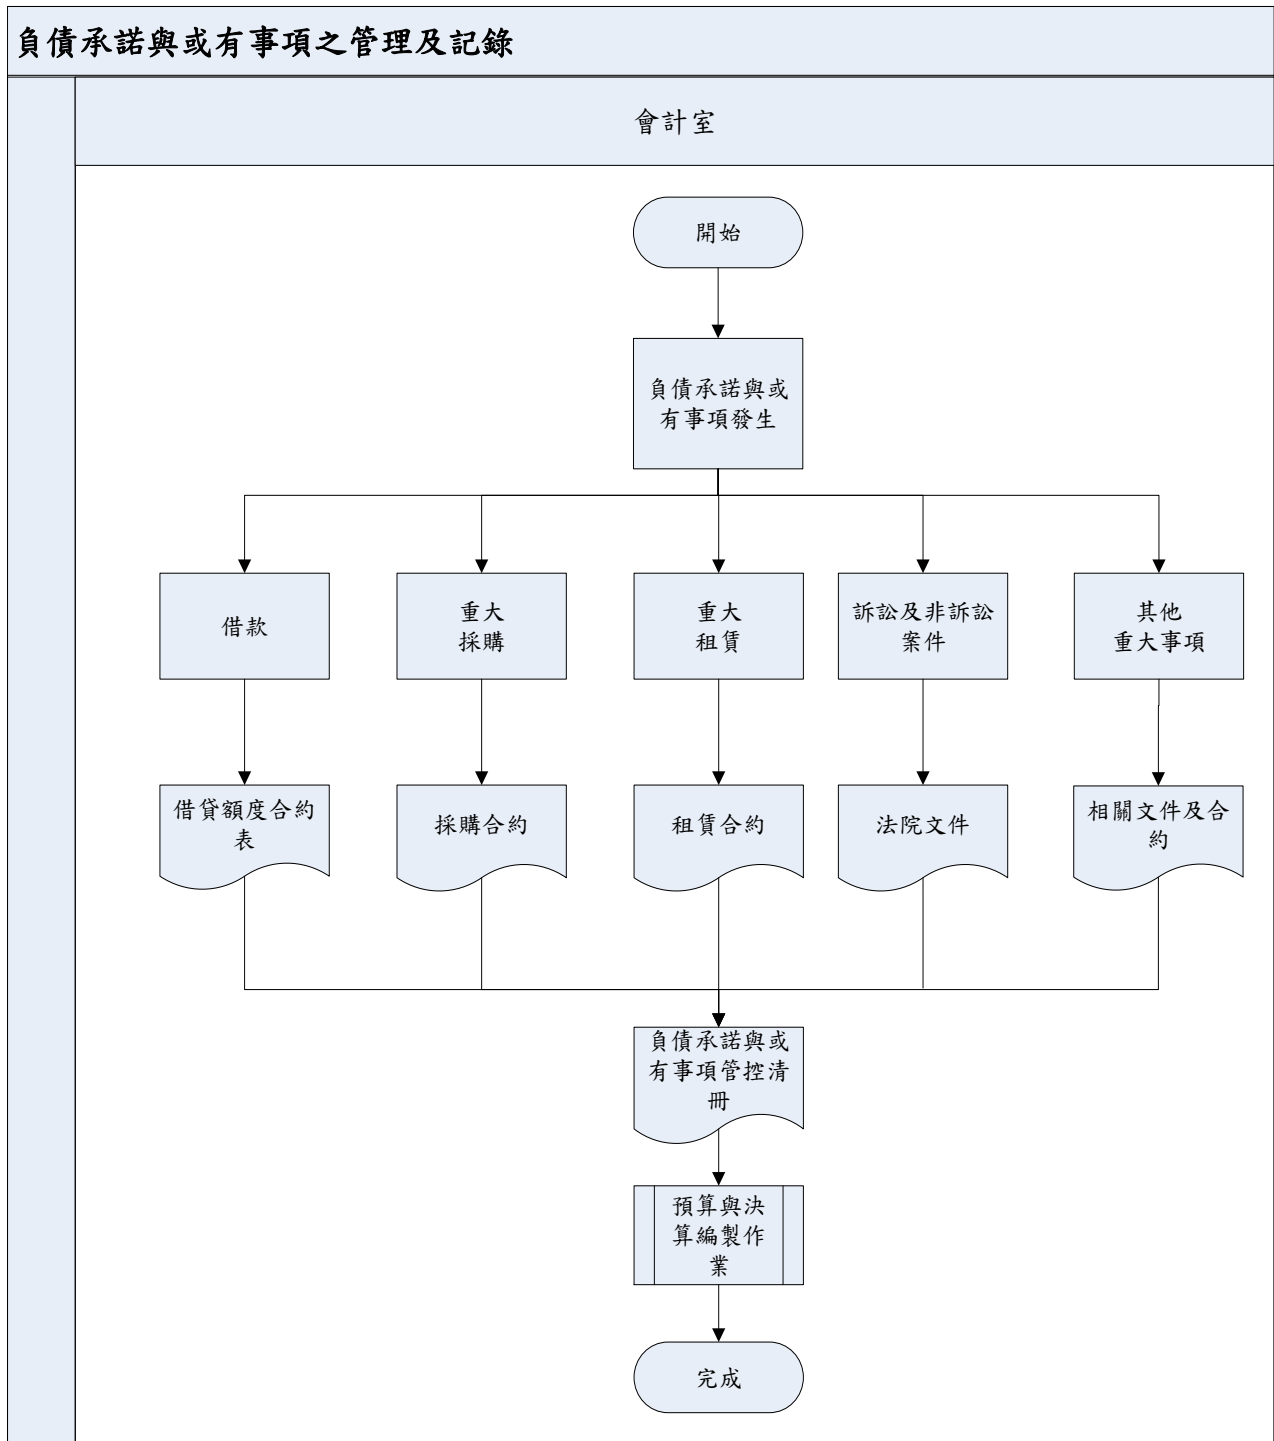 負債承諾與或有事項之管理及記錄
會計室
開始
負債承諾與或
有事項發生
借款
重大
採購
重大
租賃
訴訟及非訴訟
案件
其他
重大事項
借貸額度合約
表
採購合約
租賃合約
法院文件
相關文件及合
約
負債承諾與或
有事項管控清
冊
預算與決
算編製作
業
完成